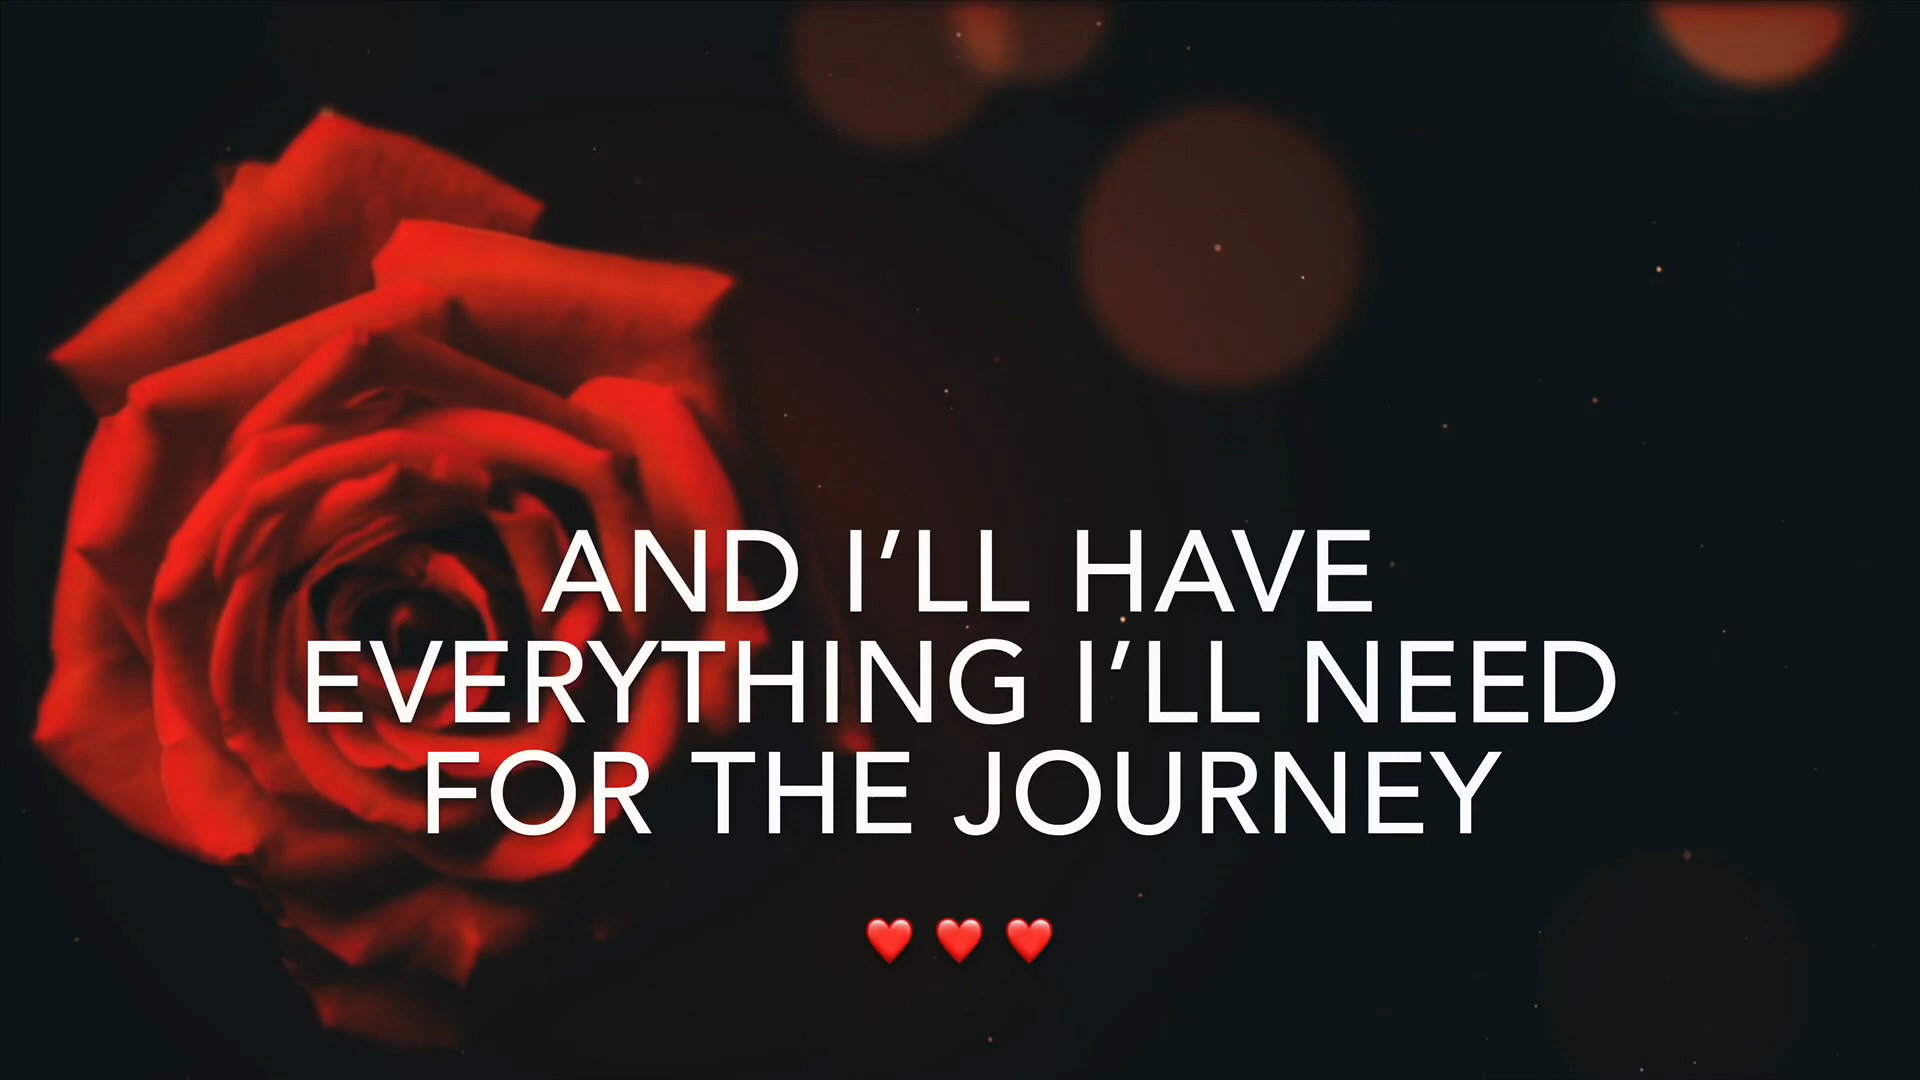 AND I’LL HAVE
EVERYTHING I’LL NEED
FOR THE JOURNEY
❤️ ❤️ ❤️